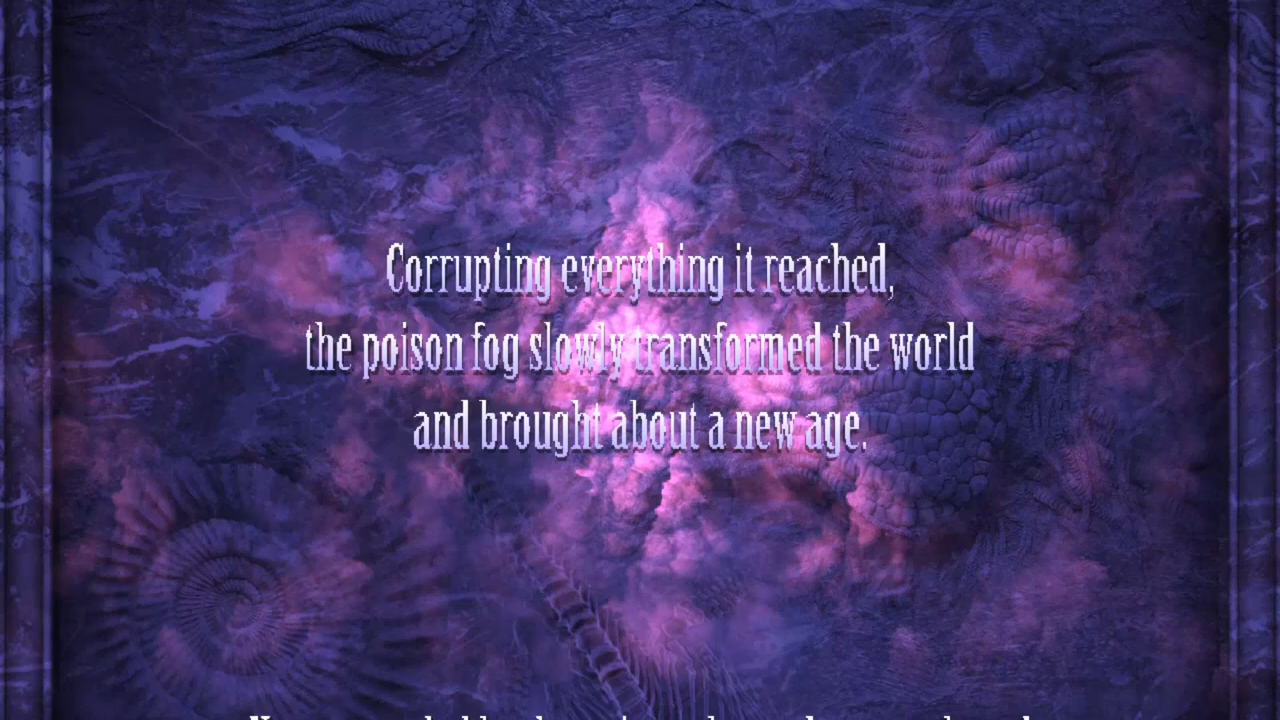 Corrupting everything it reached,
the poison fog slowly transformed the world
and brought about a new age.